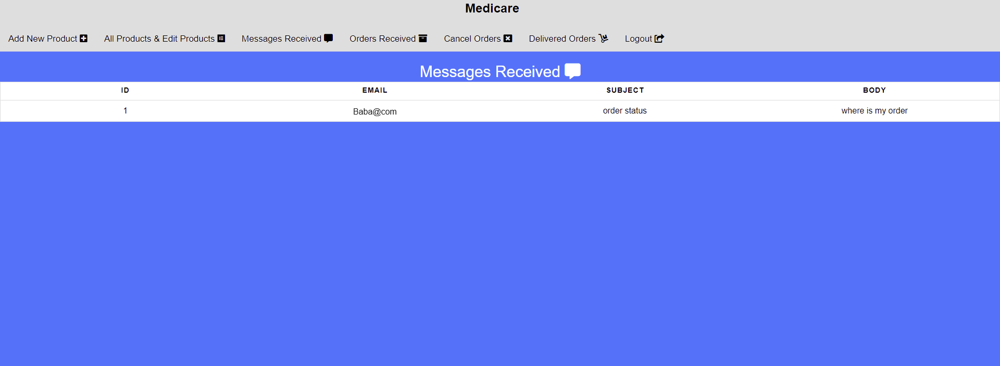 Medicare
Add New Product All Products & Edit Products Messages Received Orders Received Cancel Orders Delivered Orders Logout
Messages Received
ID EMAIL SUBJECT BODY
1 Baba@com order status where is my order